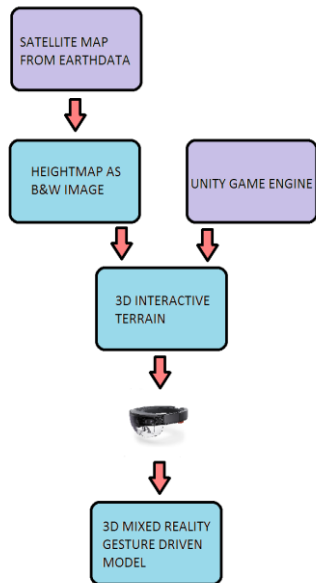 SATELLITE MAP
FROM EARTHDATA
HEIGHTMAP AS
B&W IMAGE
UNITY GAME ENGINE
3D INTERACTIVE
TERRAIN
3D MIXED REALITY
GESTURE DRIVEN
MODEL